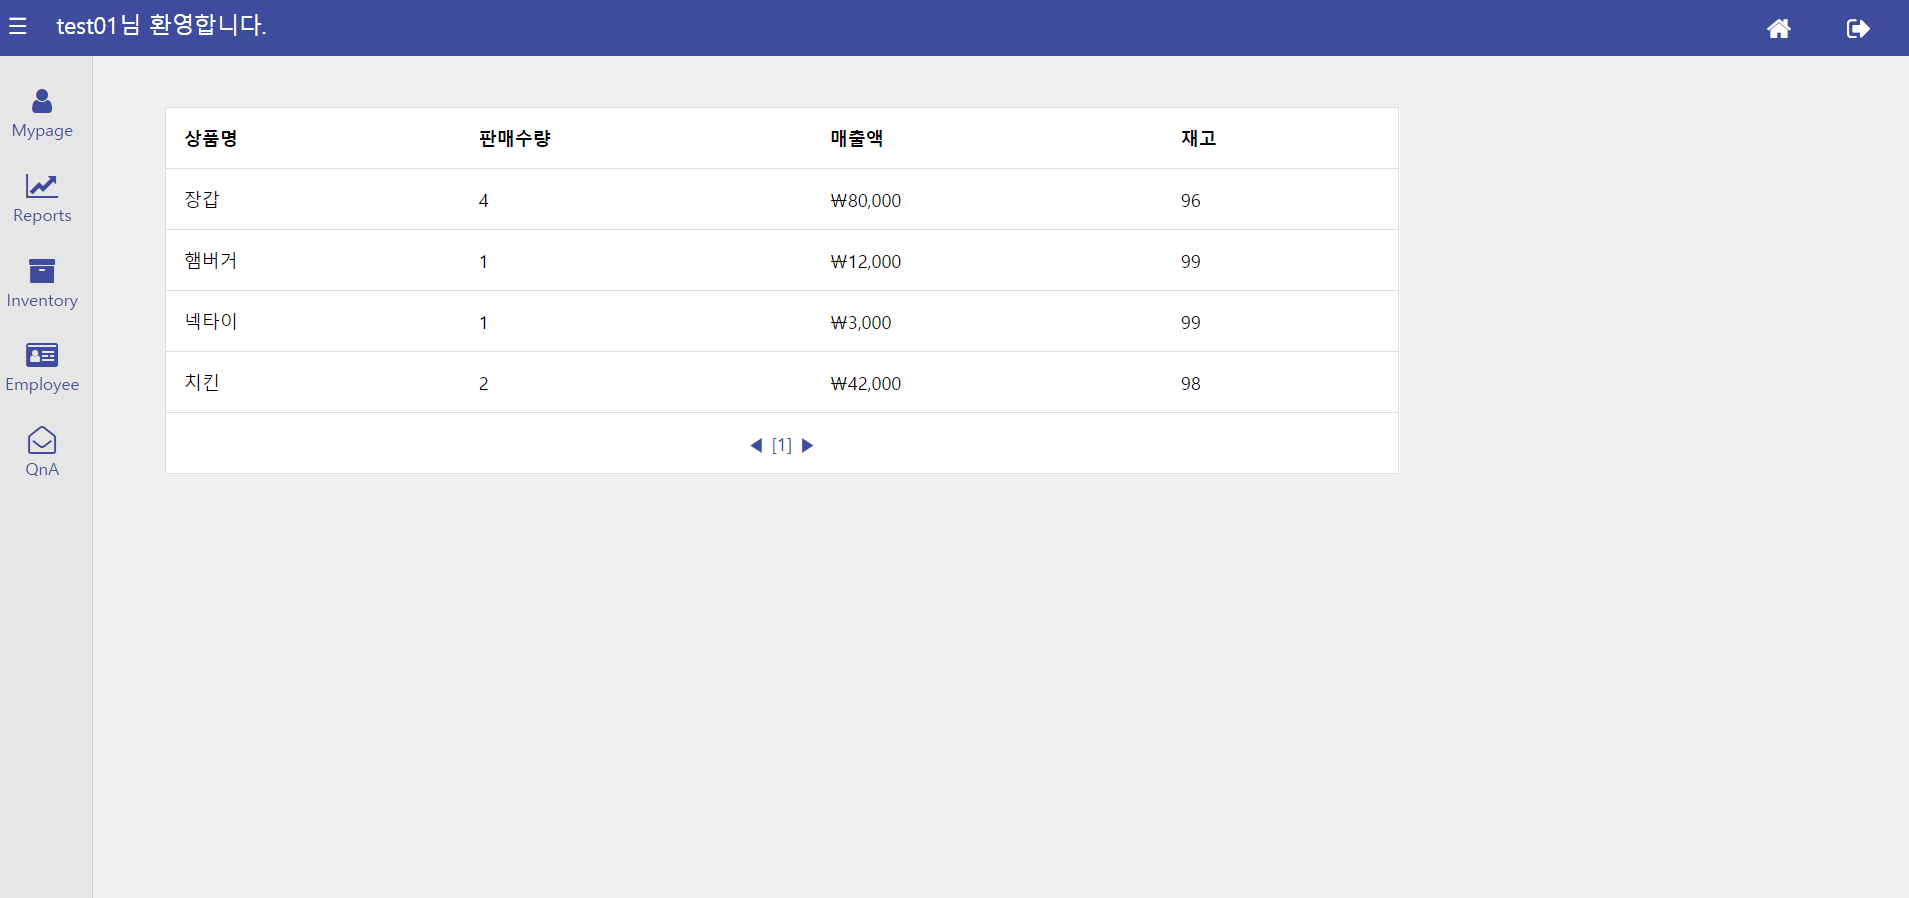 ☰ test01님 환영합니다.
Mypage
Reports
Inventory
Employee
QnA
상품명 판매수량 매출액 재고
장갑 4 ₩80,000 96
햄버거 1 ₩12,000 99
넥타이 1 ₩3,000 99
치킨 2 ₩42,000 98
◀ [1] ▶